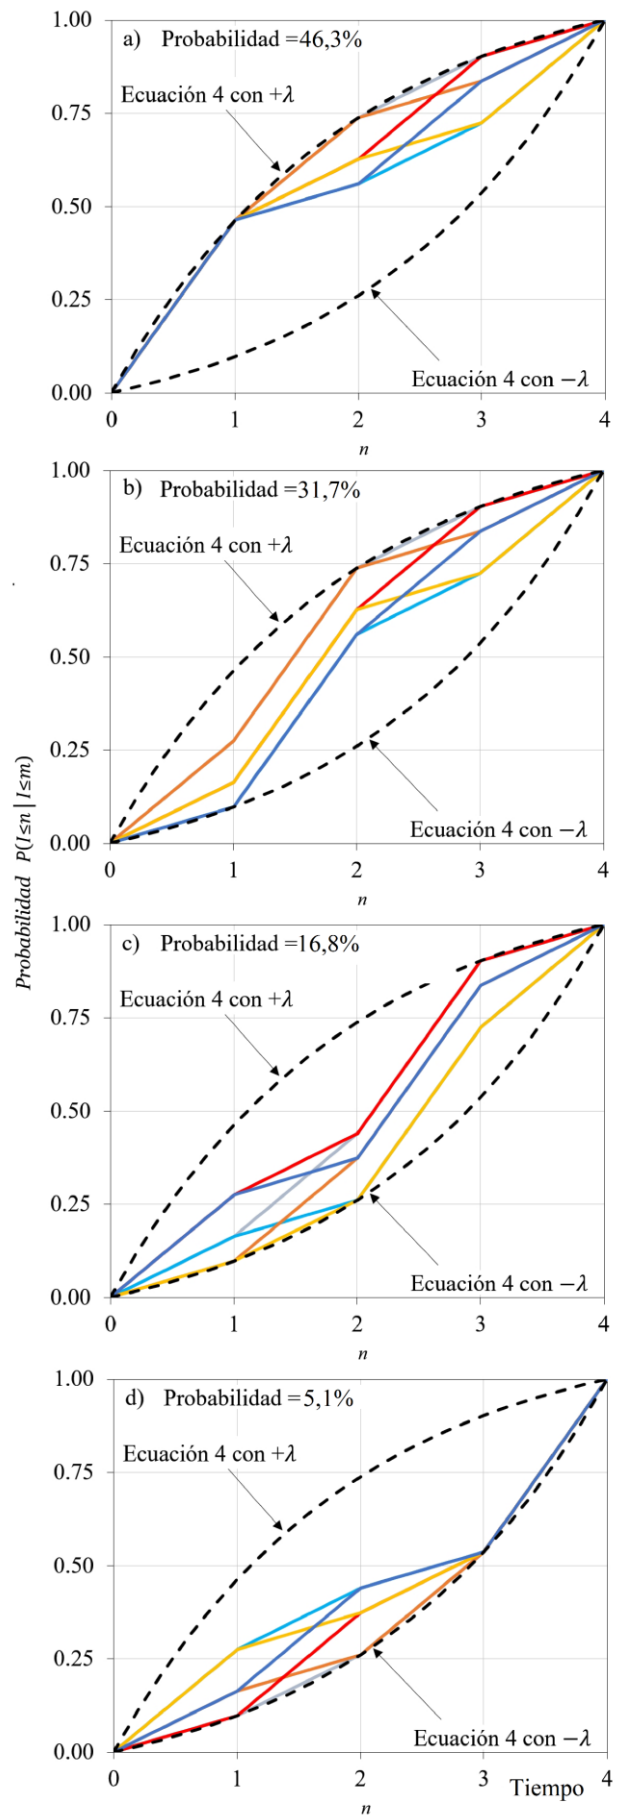 a) Probabilidad =46,3%
Ecuación 4 con +λ
Ecuación 4 con −λ
1.00
0.75
0.50
0.25
0.00
0 1 2 3 4
n
b) Probabilidad =31,7%
Ecuación 4 con +λ
Ecuación 4 con −λ
1.00
0.75
0.50
0.25
0.00
0 1 2 3 4
n
Probabilidad P(I≤n | I≤m)
c) Probabilidad =16,8%
Ecuación 4 con +λ
Ecuación 4 con −λ
1.00
0.75
0.50
0.25
0.00
0 1 2 3 4
n
d) Probabilidad =5,1%
Ecuación 4 con +λ
Ecuación 4 con −λ
1.00
0.75
0.50
0.25
0.00
0 1 2 3 4
Tiempo
n